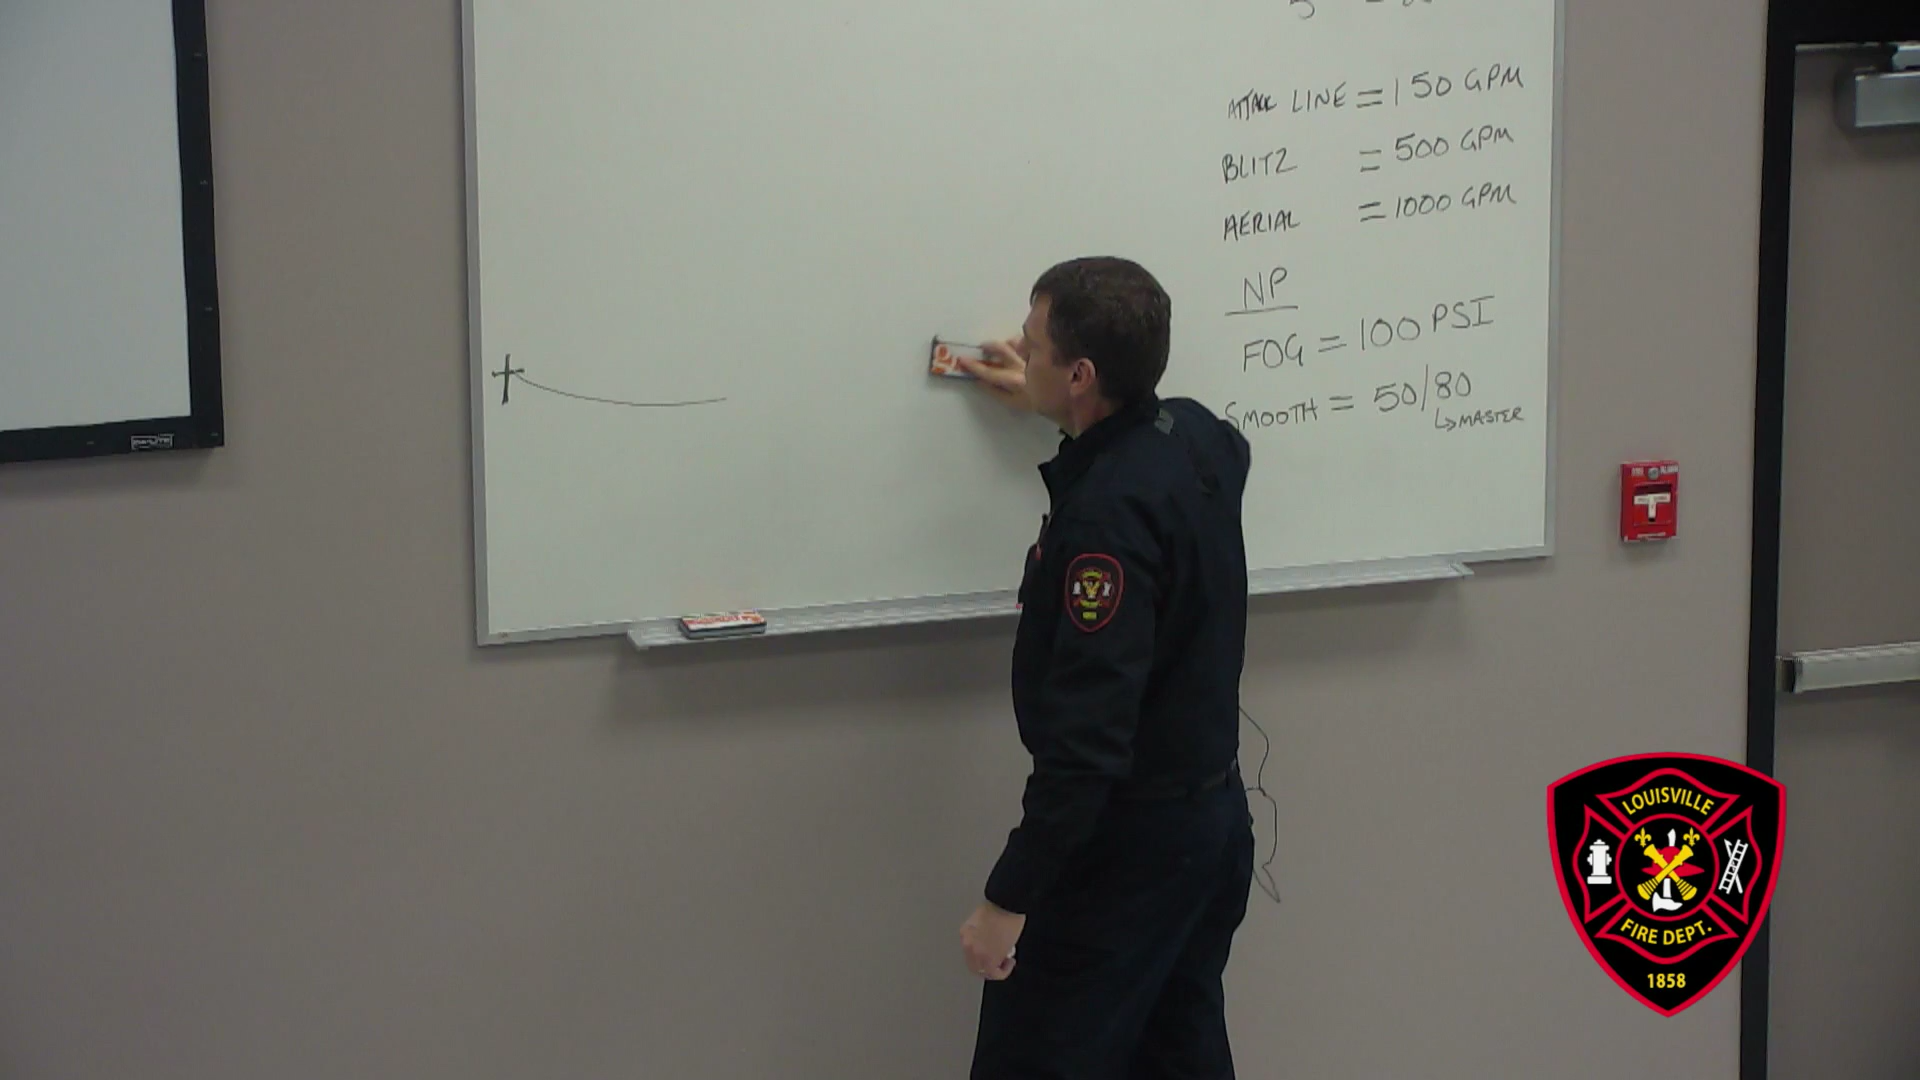 ATTACK LINE = 150 GPM
BLITZ = 500 GPM
AERIAL = 1000 GPM
NP
FOG = 100 PSI
SMOOTH = 50/80
↳ MASTER
LOUISVILLE
FIRE DEPT.
1858